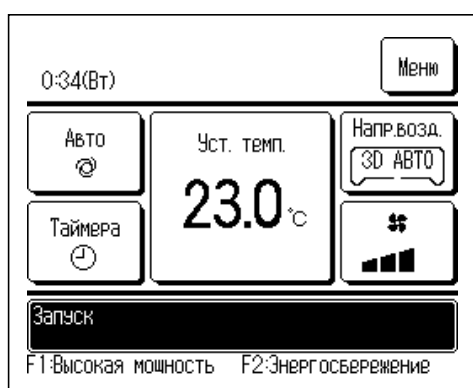 0:34(Вт)
Меню
Авто
Уст. темп.
23.0°C
Напр.возд.
3D АВТО
Таймера
Запуск
F1:Высокая мощность F2:Энергосбережение